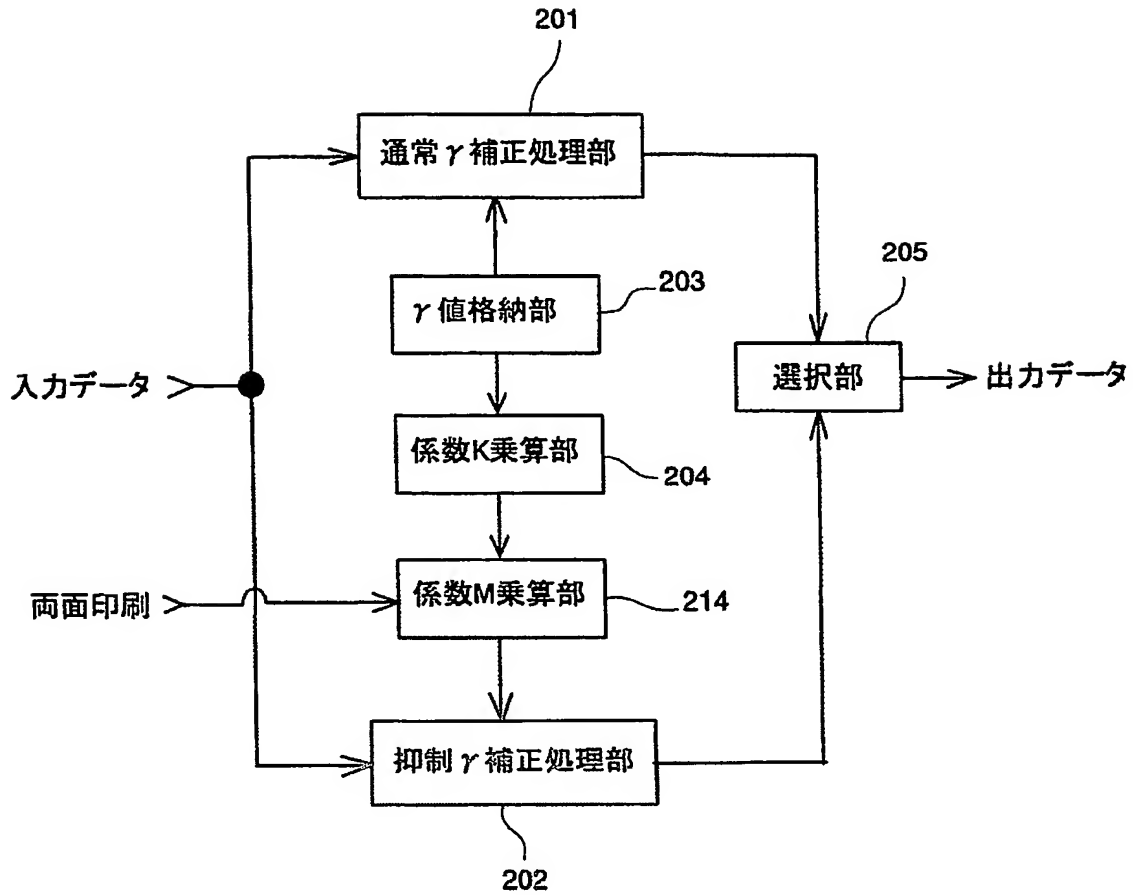 201
通常γ補正処理部
205
203
γ値格納部
選択部
入力データ
出力データ
係数K乗算部
204
両面印刷
係数M乗算部
214
抑制γ補正処理部
202